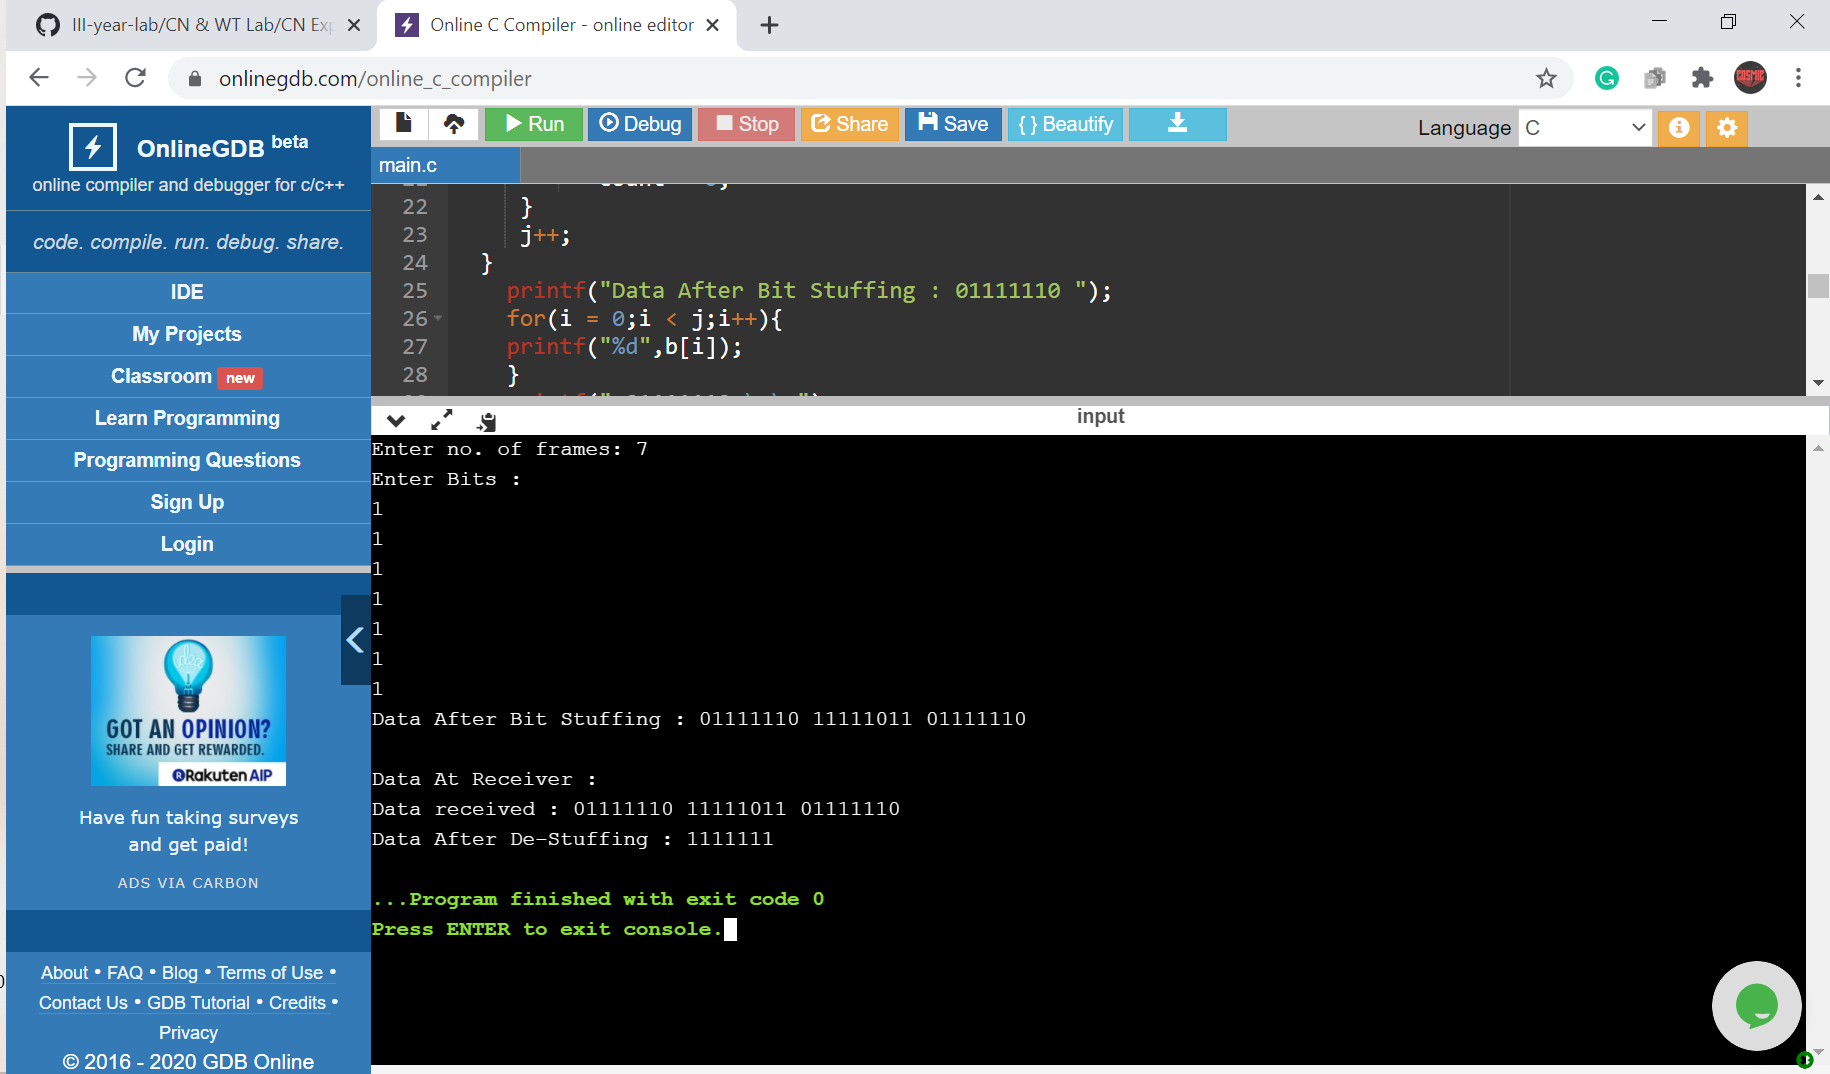 III-year-lab/CN & WT Lab/CN Exp
Online C Compiler - online editor
onlinegdb.com/online_c_compiler
OnlineGDB beta
online compiler and debugger for c/c++
code. compile. run. debug. share.
IDE
My Projects
Classroom new
Learn Programming
Programming Questions
Sign Up
Login
idea
GOT AN OPINION?
SHARE AND GET REWARDED.
Rakuten AIP
Have fun taking surveys
and get paid!
ADS VIA CARBON
About • FAQ • Blog • Terms of Use •
Contact Us • GDB Tutorial • Credits •
Privacy
© 2016 - 2020 GDB Online
Run Debug Stop Share Save { } Beautify
Language C
COSMIC
main.c
22 }
23 j++;
24 }
25 printf("Data After Bit Stuffing : 01111110 ");
26 for(i = 0;i < j;i++){
27 printf("%d",b[i]);
28 }
input
Enter no. of frames: 7
Enter Bits :
1
1
1
1
1
1
1
Data After Bit Stuffing : 01111110 11111011 01111110
Data At Receiver :
Data received : 01111110 11111011 01111110
Data After De-Stuffing : 1111111
...Program finished with exit code 0
Press ENTER to exit console.